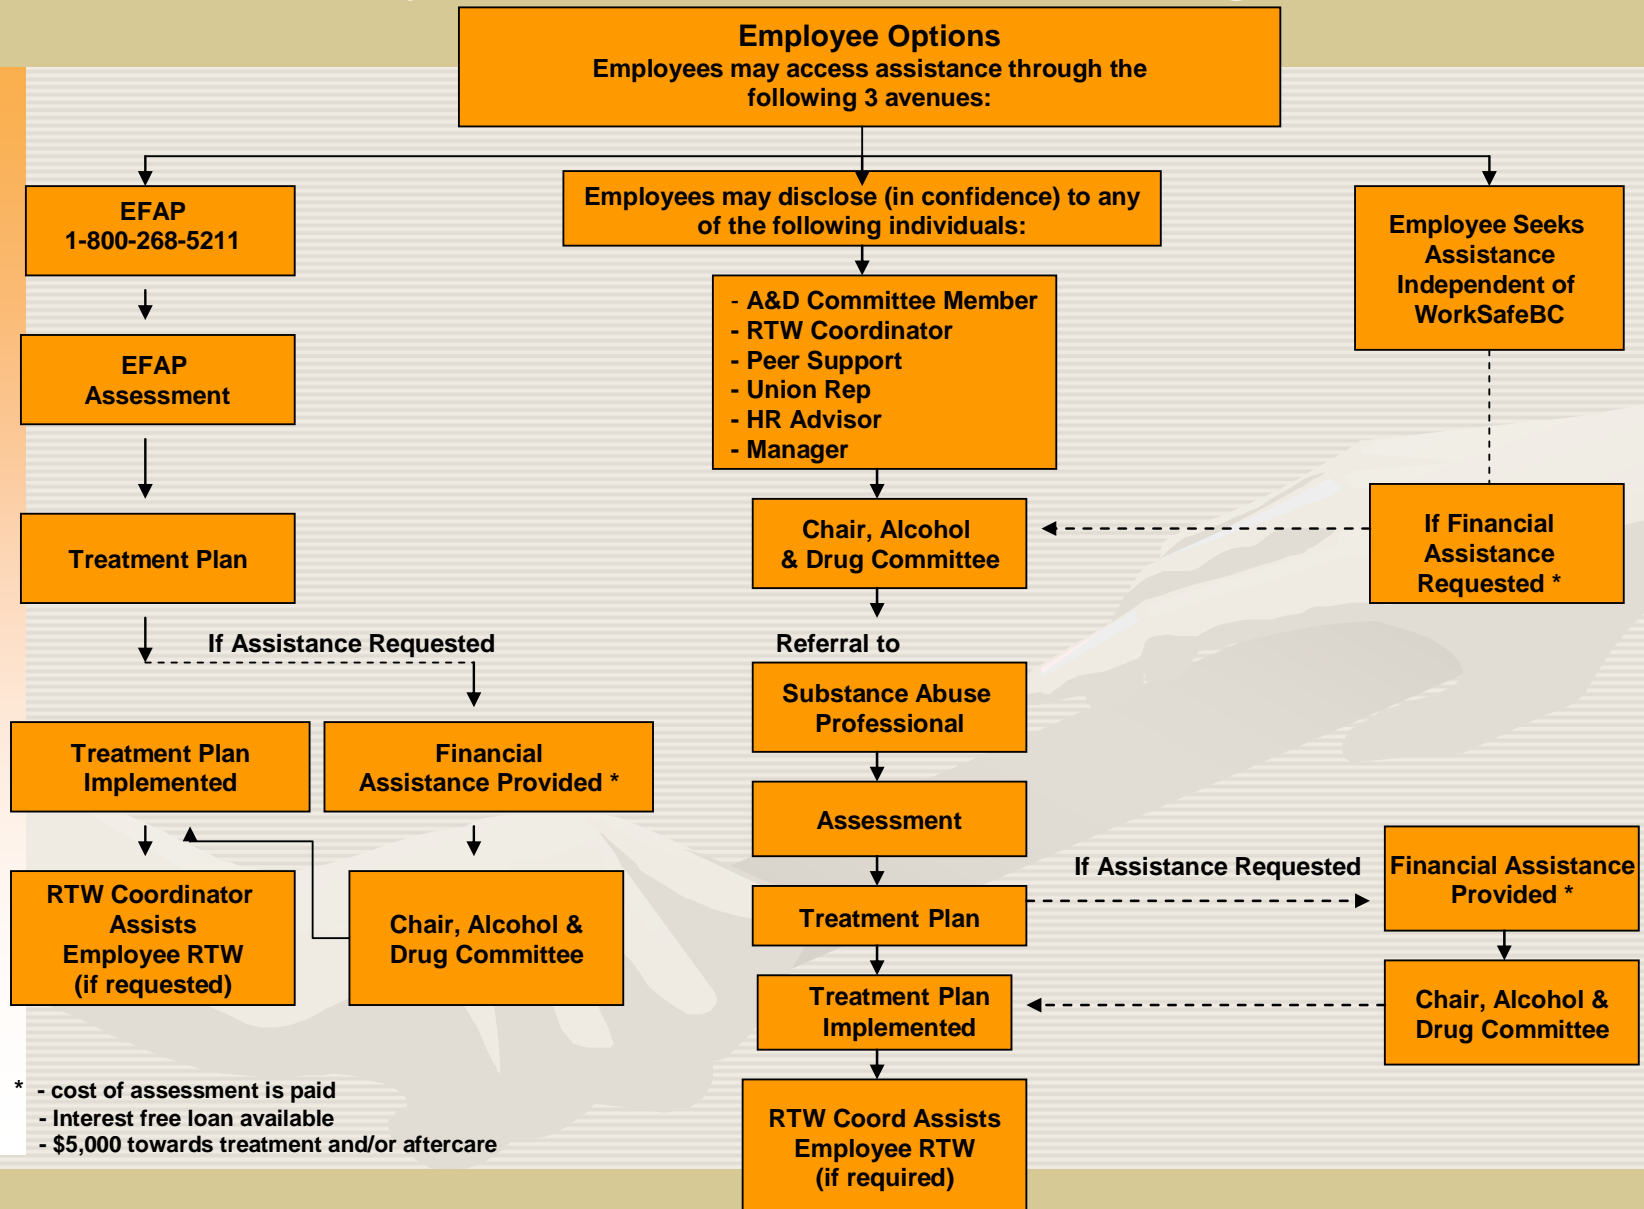 Employee Options
Employees may access assistance through the
following 3 avenues:
EFAP
1-800-268-5211
Employees may disclose (in confidence) to any
of the following individuals:
Employee Seeks
Assistance
Independent of
WorkSafeBC
- A&D Committee Member
- RTW Coordinator
- Peer Support
- Union Rep
- HR Advisor
- Manager
EFAP
Assessment
Treatment Plan
Chair, Alcohol
& Drug Committee
If Financial
Assistance
Requested *
If Assistance Requested
Referral to
Substance Abuse
Professional
Treatment Plan
Implemented
Financial
Assistance Provided *
Assessment
If Assistance Requested
Financial Assistance
Provided *
RTW Coordinator
Assists
Employee RTW
(if requested)
Chair, Alcohol &
Drug Committee
Treatment Plan
Treatment Plan
Implemented
Chair, Alcohol &
Drug Committee
* - cost of assessment is paid
- Interest free loan available
- $5,000 towards treatment and/or aftercare
RTW Coord Assists
Employee RTW
(if required)